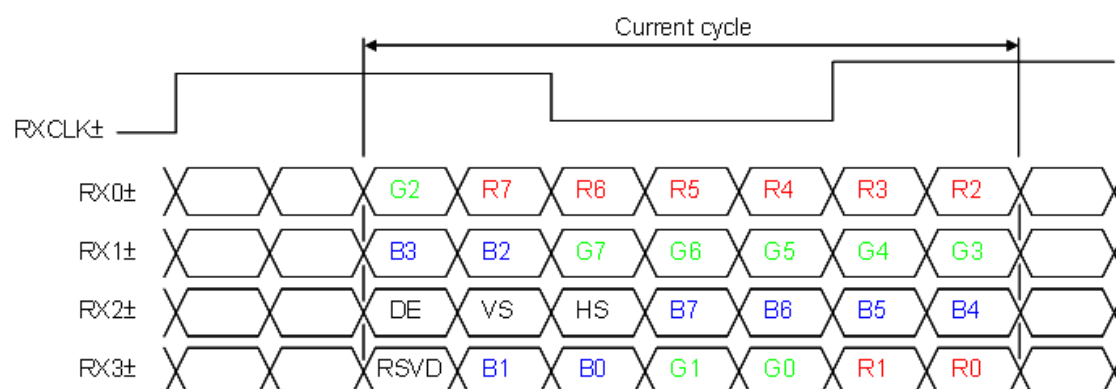 Current cycle
RXCLK±
RX0± G2 R7 R6 R5 R4 R3 R2
RX1± B3 B2 G7 G6 G5 G4 G3
RX2± DE VS HS B7 B6 B5 B4
RX3± RSVD B1 B0 G1 G0 R1 R0